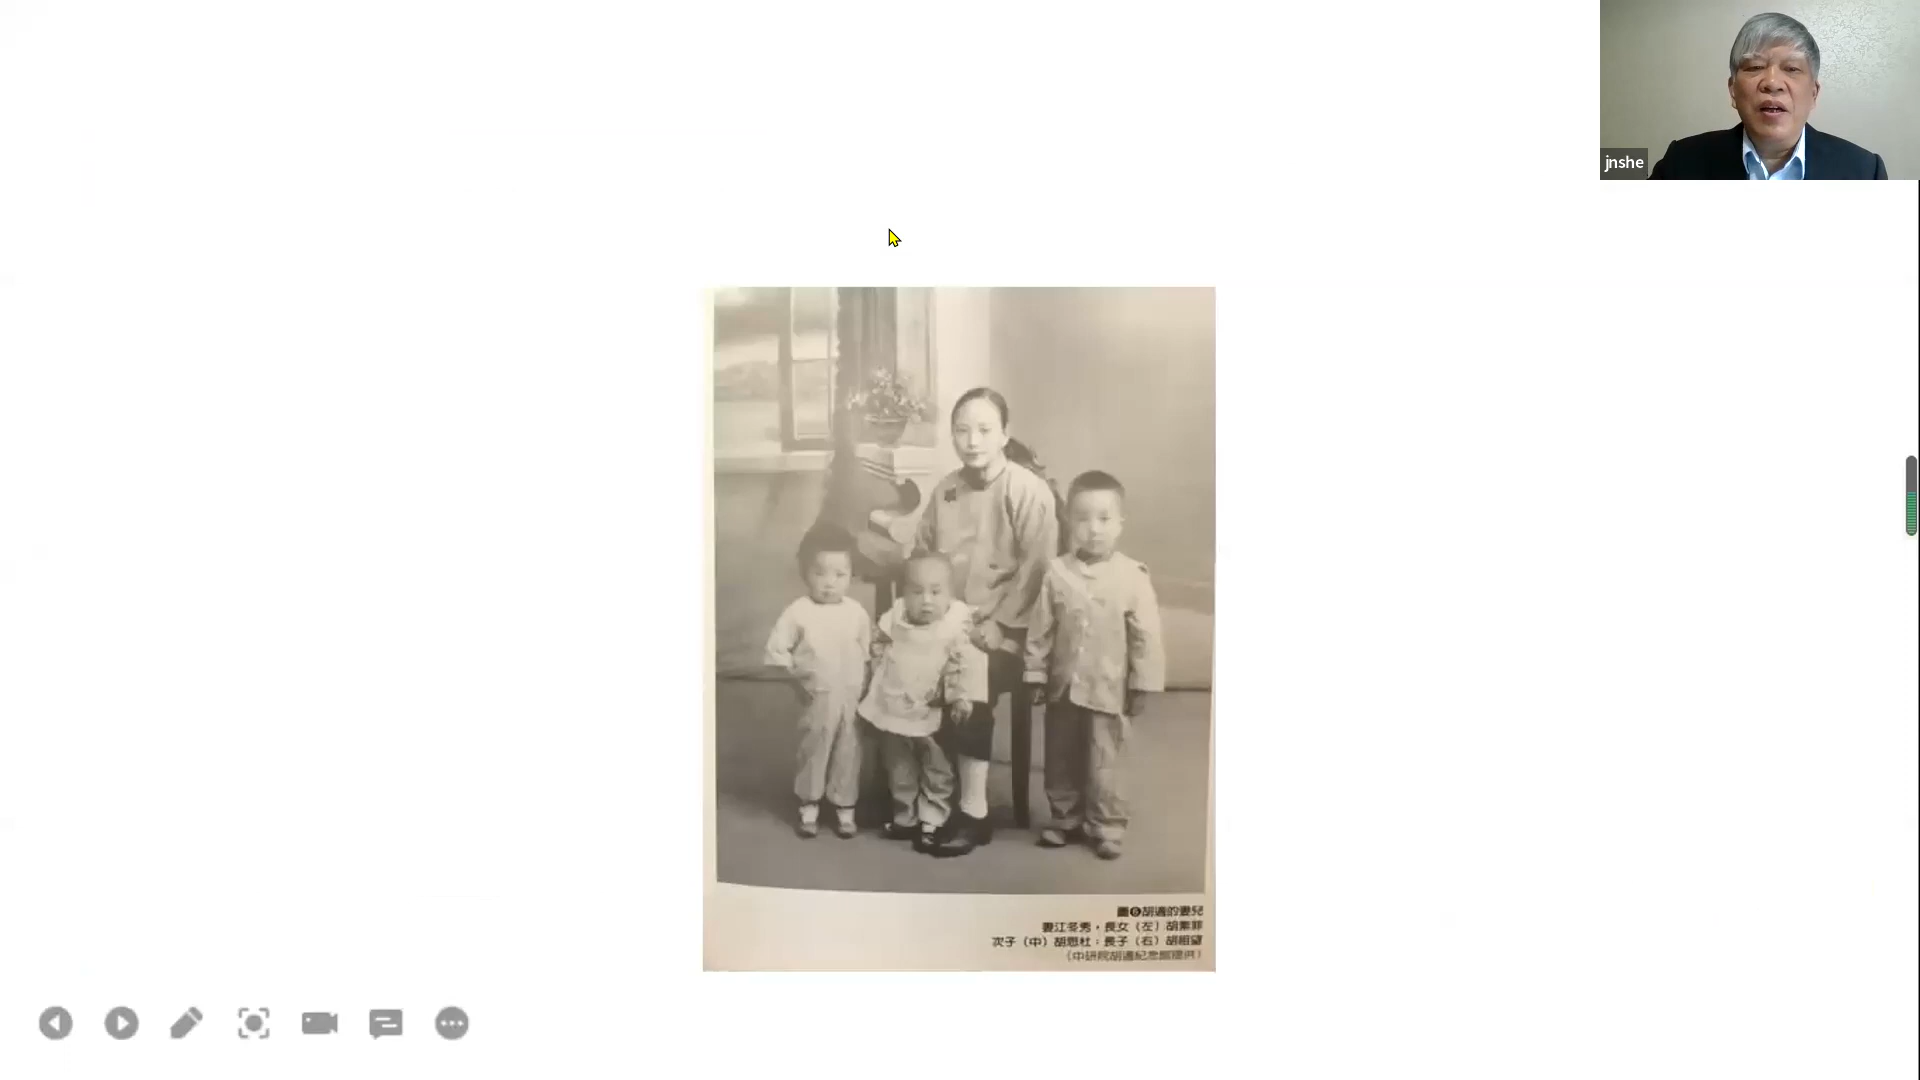 jnshe
圖❻胡適的妻兒
妻江冬秀,長女(左)胡素菲
次子(中)胡思杜;長子(右)胡祖望
(中研院胡適紀念館提供)